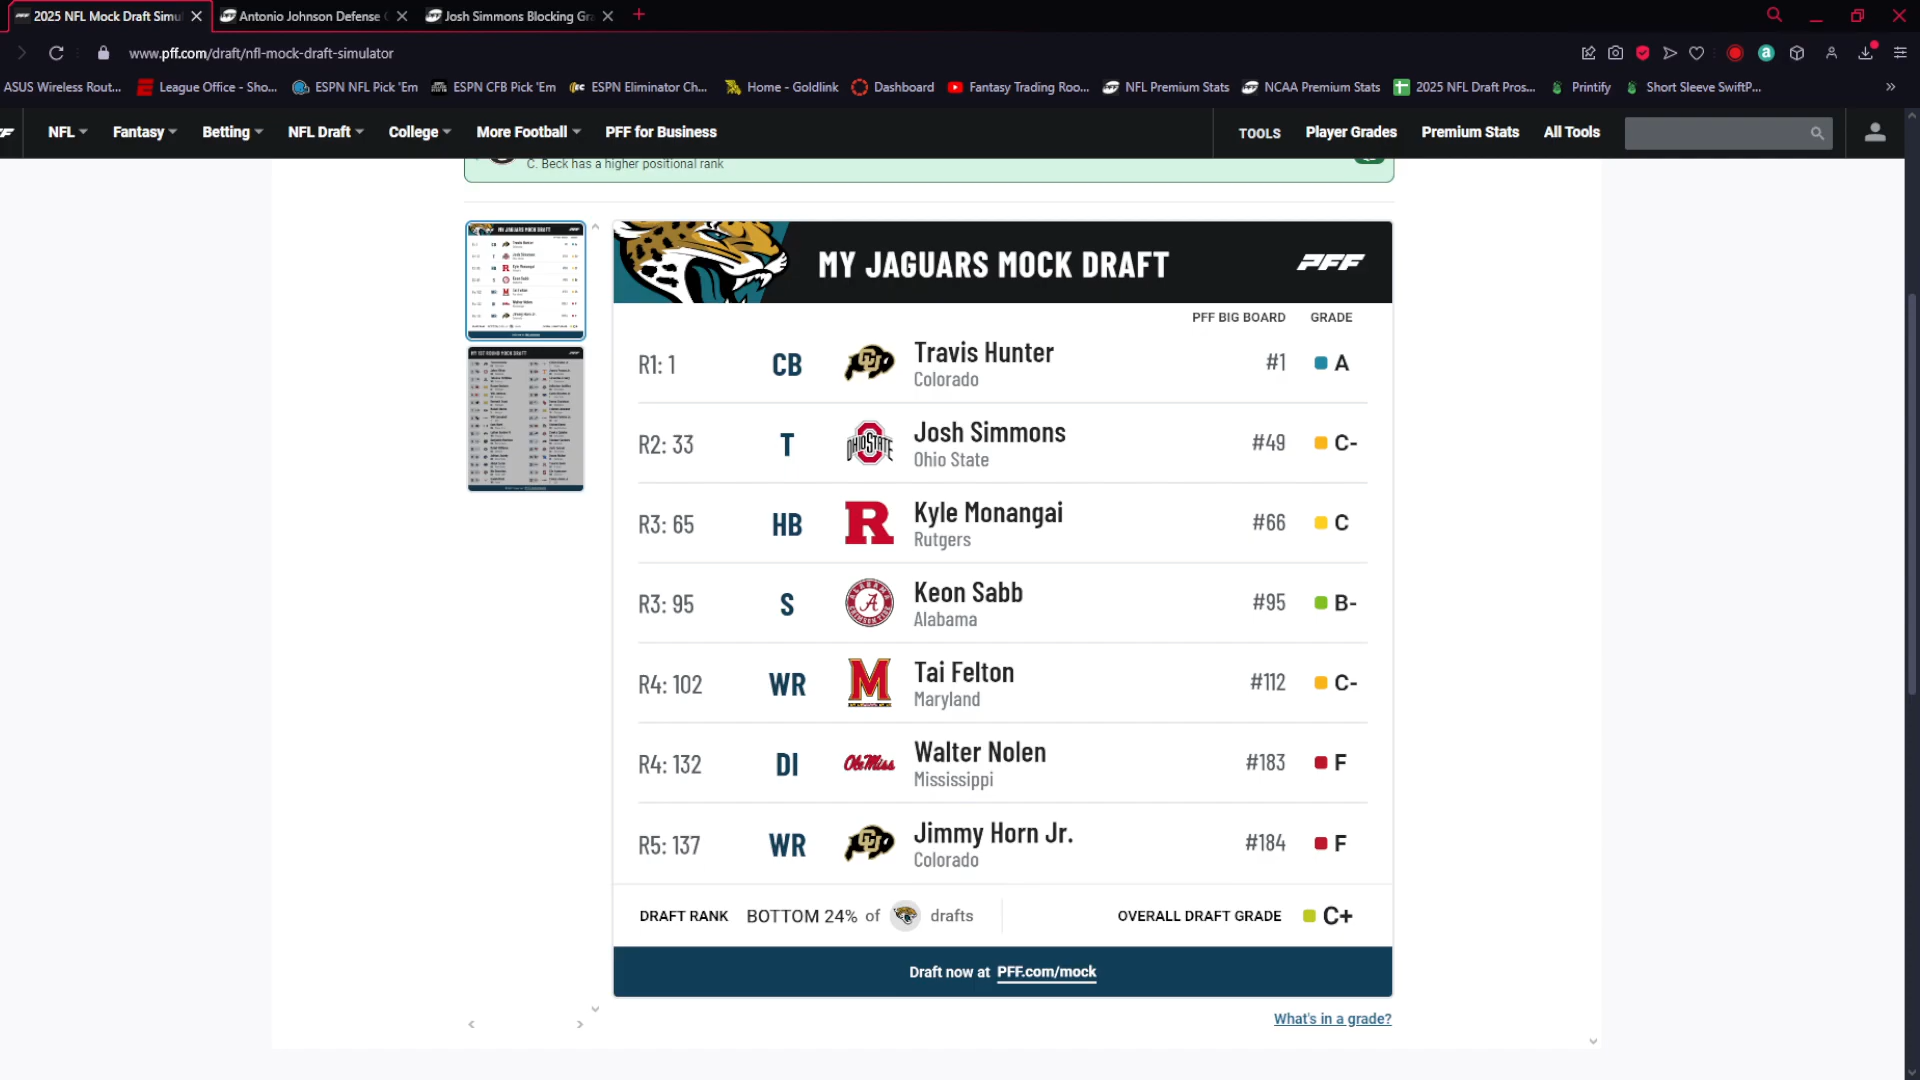 2025 NFL Mock Draft Simu
Antonio Johnson Defense
Josh Simmons Blocking Gra
www.pff.com/draft/nfl-mock-draft-simulator
ASUS Wireless Rout...
League Office - Sho...
ESPN NFL Pick 'Em
ESPN CFB Pick 'Em
ESPN Eliminator Ch...
Home - Goldlink
Dashboard
Fantasy Trading Roo...
NFL Premium Stats
NCAA Premium Stats
2025 NFL Draft Pros...
Printify
Short Sleeve SwiftP...
NFL
Fantasy
Betting
NFL Draft
College
More Football
PFF for Business
TOOLS
Player Grades
Premium Stats
All Tools
C. Beck has a higher positional rank
MY JAGUARS MOCK DRAFT
PFF
PFF BIG BOARD GRADE
R1: 1 CB Travis Hunter #1 A
Colorado
R2: 33 T OHIO STATE Josh Simmons #49 C-
Ohio State
R3: 65 HB R Kyle Monangai #66 C
Rutgers
R3: 95 S A Keon Sabb #95 B-
Alabama
R4: 102 WR M Tai Felton #112 C-
Maryland
R4: 132 DI Ole Miss Walter Nolen #183 F
Mississippi
R5: 137 WR Jimmy Horn Jr. #184 F
Colorado
DRAFT RANK BOTTOM 24% of drafts
OVERALL DRAFT GRADE C+
Draft now at PFF.com/mock
What's in a grade?